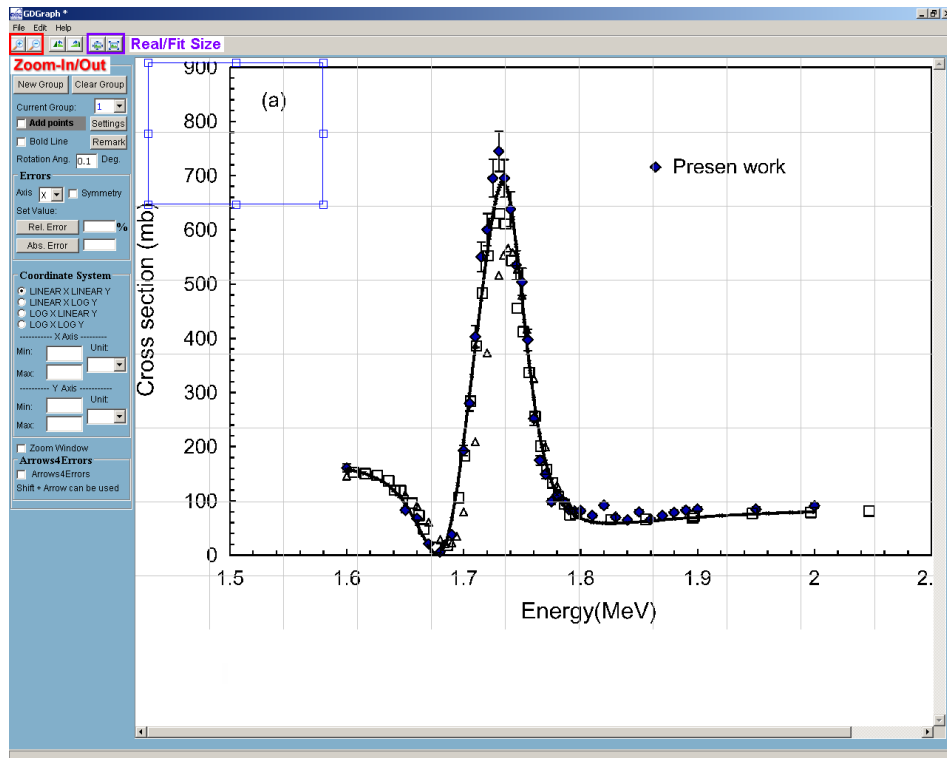 GDGraph *
File Edit Help
Real/Fit Size
Zoom-In/Out
New Group Clear Group
Current Group: 1
Add points Settings
Bold Line Remark
Rotation Ang. 0.1 Deg.
Errors
Axis X Symmetry
Set Value:
Rel. Error %
Abs. Error
Coordinate System
LINEAR X LINEAR Y
LINEAR X LOG Y
LOG X LINEAR Y
LOG X LOG Y
---------- X Axis ---------
Min: Unit:
Max:
---------- Y Axis ----------
Min: Unit:
Max:
Zoom Window
Arrows4Errors
Arrows4Errors
Shift + Arrow can be used
900
800
700
600
500
400
300
200
100
0
Cross section (mb)
(a)
Presen work
1.5 1.6 1.7 1.8 1.9 2 2.
Energy(MeV)